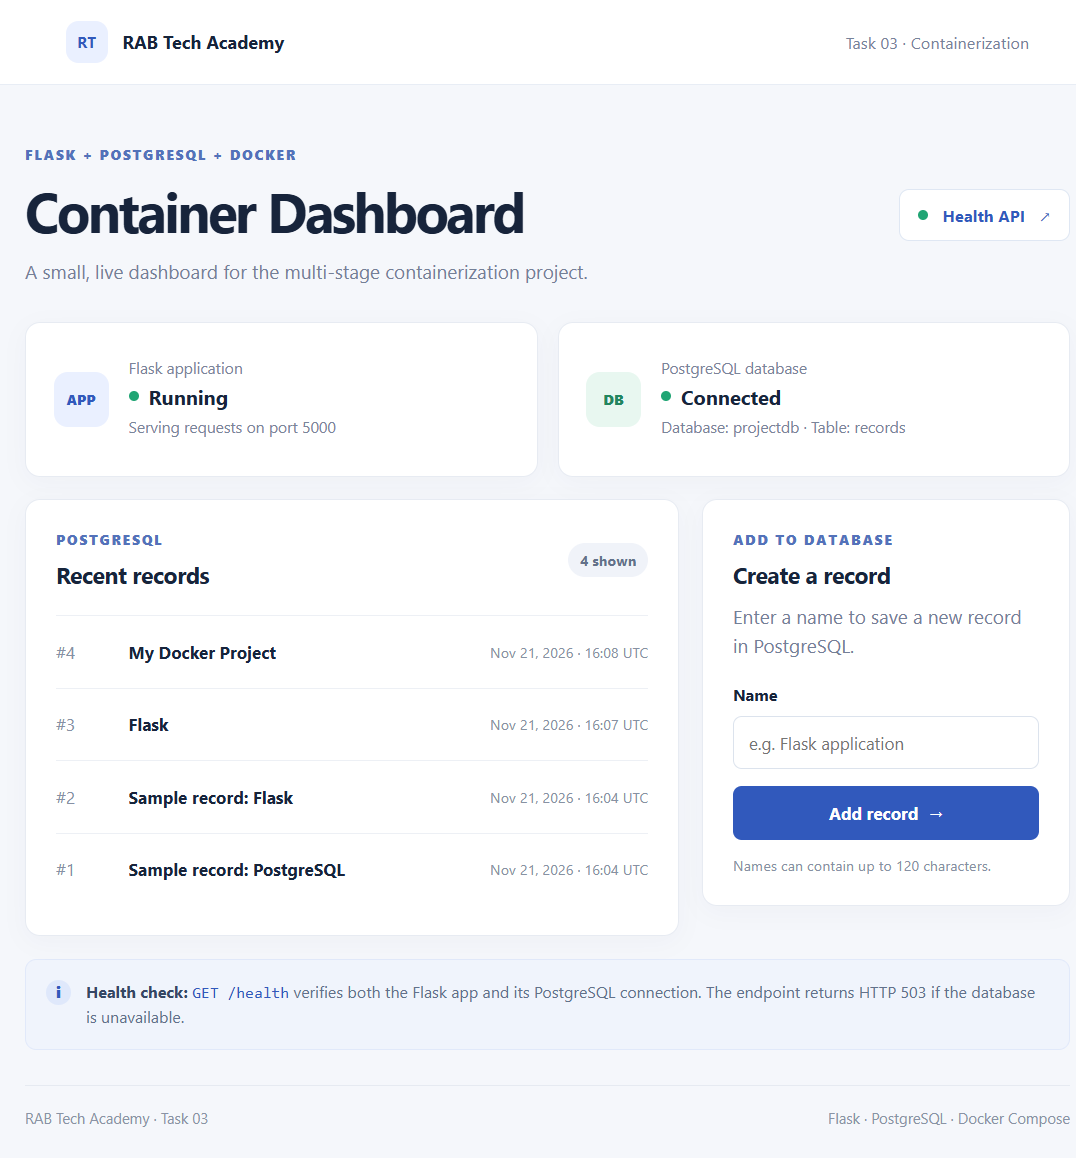 RT
RAB Tech Academy
Task 03 · Containerization
FLASK + POSTGRESQL + DOCKER
Container Dashboard
Health API ↗
A small, live dashboard for the multi-stage containerization project.
APP
Flask application
Running
Serving requests on port 5000
DB
PostgreSQL database
Connected
Database: projectdb · Table: records
POSTGRESQL
Recent records
4 shown
#4 My Docker Project Nov 21, 2026 · 16:08 UTC
#3 Flask Nov 21, 2026 · 16:07 UTC
#2 Sample record: Flask Nov 21, 2026 · 16:04 UTC
#1 Sample record: PostgreSQL Nov 21, 2026 · 16:04 UTC
ADD TO DATABASE
Create a record
Enter a name to save a new record
in PostgreSQL.
Name
e.g. Flask application
Add record →
Names can contain up to 120 characters.
i
Health check: GET /health verifies both the Flask app and its PostgreSQL connection. The endpoint returns HTTP 503 if the database
is unavailable.
RAB Tech Academy · Task 03
Flask · PostgreSQL · Docker Compose